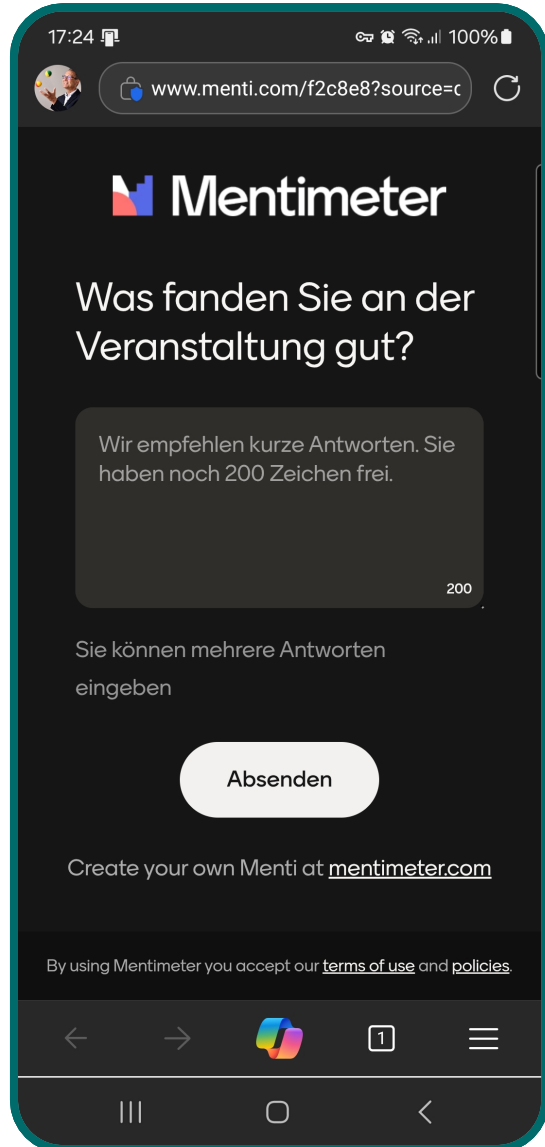 17:24
100%
www.menti.com/f2c8e8?source=c
Mentimeter
Was fanden Sie an der
Veranstaltung gut?
Wir empfehlen kurze Antworten. Sie
haben noch 200 Zeichen frei.
200
Sie können mehrere Antworten
eingeben
Absenden
Create your own Menti at mentimeter.com
By using Mentimeter you accept our terms of use and policies.
1